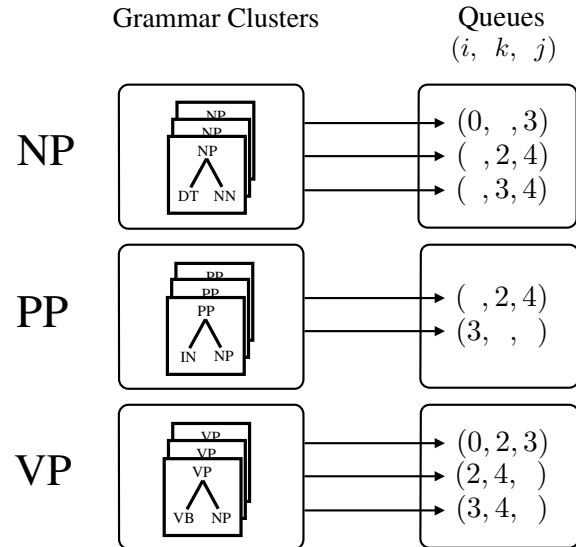 Grammar Clusters
Queues
(i, k, j)
NP
NP
NP
NP
DT NN
(0, ,3)
( ,2,4)
( ,3,4)
PP
PP
PP
PP
IN NP
( ,2,4)
(3, , )
VP
VP
VP
VP
VB NP
(0,2,3)
(2,4, )
(3,4, )